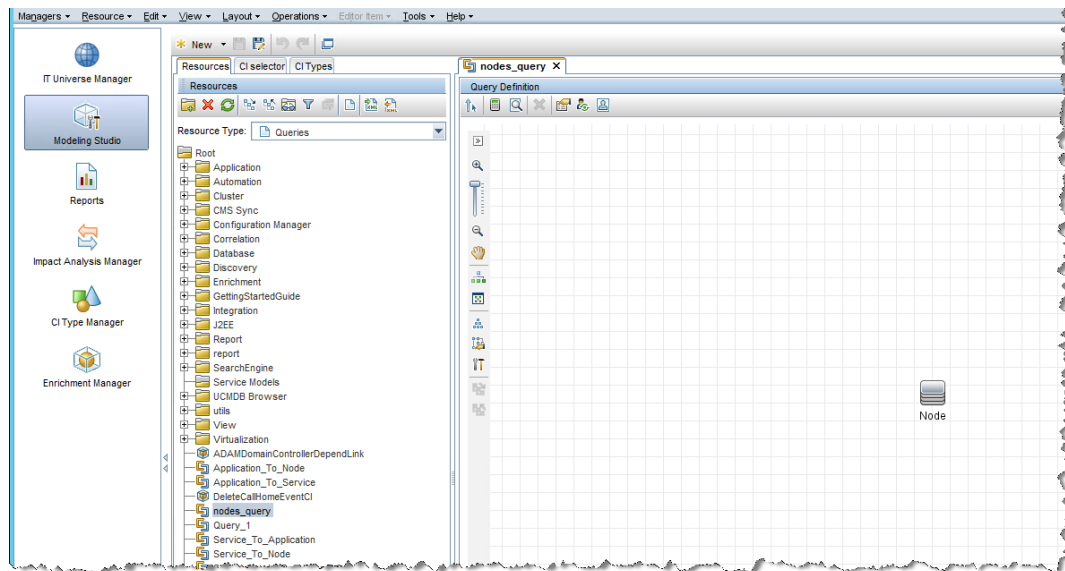 Managers Resource Edit View Layout Operations Editor Item Tools Help
New
IT Universe Manager
Modeling Studio
Reports
Impact Analysis Manager
CI Type Manager
Enrichment Manager
Resources CI selector CI Types
Resources
Resource Type: Queries
Root
Application
Automation
Cluster
CMS Sync
Configuration Manager
Correlation
Database
Discovery
Enrichment
GettingStartedGuide
Integration
J2EE
Report
report
SearchEngine
Service Models
UCMDB Browser
utils
View
Virtualization
ADAMDomainControllerDependLink
Application_To_Node
Application_To_Service
DeleteCallHomeEventCI
nodes_query
Query_1
Service_To_Application
Service_To_Node
nodes_query X
Query Definition
Node